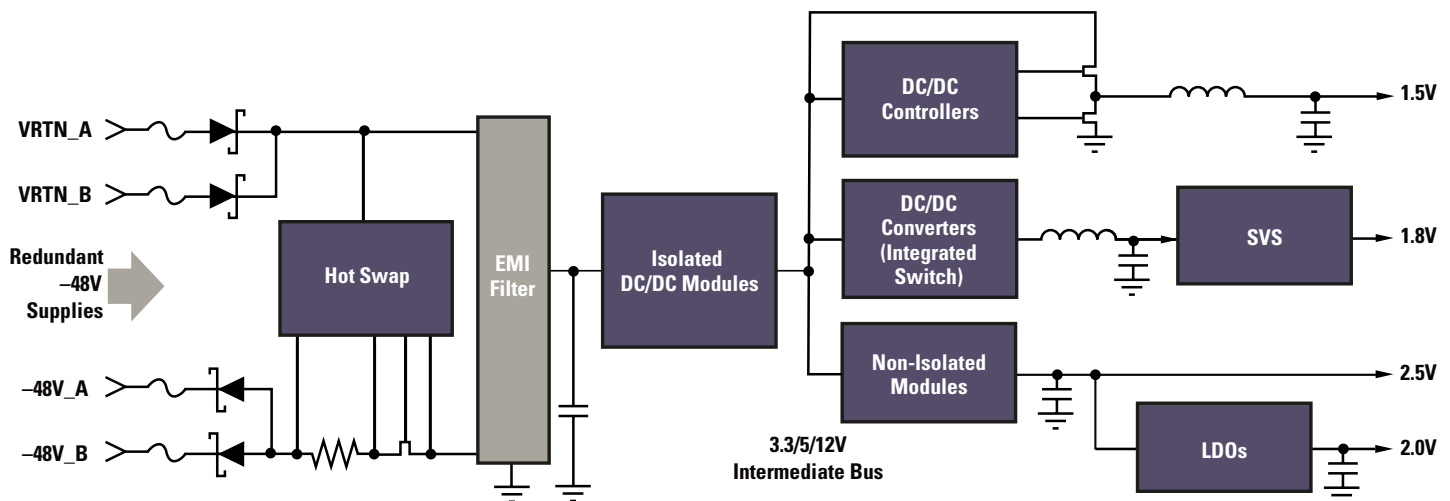 VRTN_A
VRTN_B
Redundant
–48V
Supplies
–48V_A
–48V_B
Hot Swap
EMI
Filter
Isolated
DC/DC Modules
3.3/5/12V
Intermediate Bus
DC/DC
Controllers
1.5V
DC/DC
Converters
(Integrated
Switch)
SVS
1.8V
Non-Isolated
Modules
2.5V
LDOs
2.0V